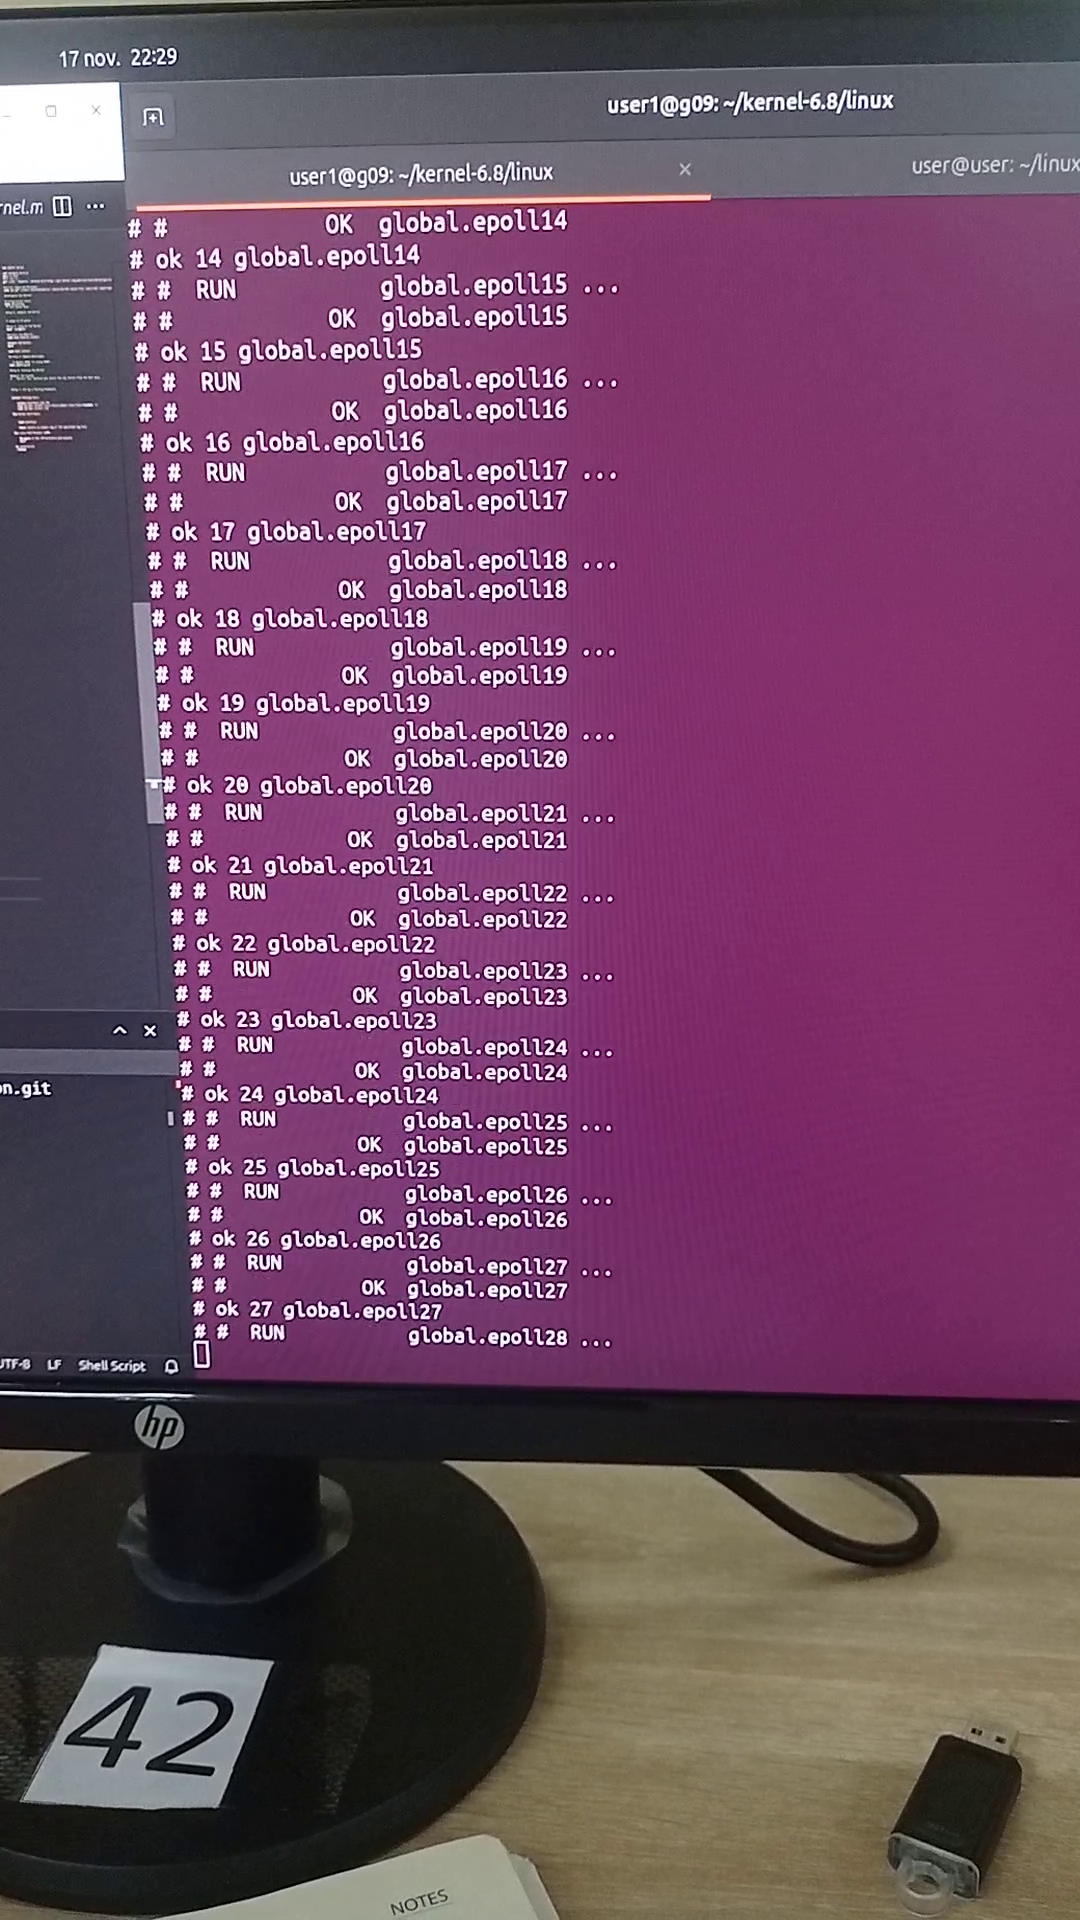 17 nov. 22:29
user1@g09: ~/kernel-6.8/linux
user1@g09: ~/kernel-6.8/linux × user@user: ~/linux
rnel.m
# # OK global.epoll14
# ok 14 global.epoll14
# # RUN global.epoll15 ...
# # OK global.epoll15
# ok 15 global.epoll15
# # RUN global.epoll16 ...
# # OK global.epoll16
# ok 16 global.epoll16
# # RUN global.epoll17 ...
# # OK global.epoll17
# ok 17 global.epoll17
# # RUN global.epoll18 ...
# # OK global.epoll18
# ok 18 global.epoll18
# # RUN global.epoll19 ...
# # OK global.epoll19
# ok 19 global.epoll19
# # RUN global.epoll20 ...
# # OK global.epoll20
# ok 20 global.epoll20
# # RUN global.epoll21 ...
# # OK global.epoll21
# ok 21 global.epoll21
# # RUN global.epoll22 ...
# # OK global.epoll22
# ok 22 global.epoll22
# # RUN global.epoll23 ...
# # OK global.epoll23
# ok 23 global.epoll23
# # RUN global.epoll24 ...
# # OK global.epoll24
# ok 24 global.epoll24
# # RUN global.epoll25 ...
# # OK global.epoll25
# ok 25 global.epoll25
# # RUN global.epoll26 ...
# # OK global.epoll26
# ok 26 global.epoll26
# # RUN global.epoll27 ...
# # OK global.epoll27
# ok 27 global.epoll27
# # RUN global.epoll28 ...
on.git
UTF-8 LF Shell Script
hp
42
NOTES